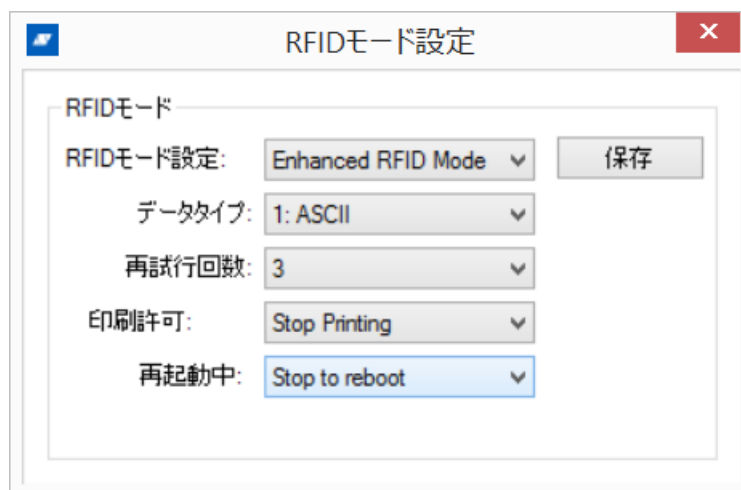 RFIDモード設定
RFIDモード
RFIDモード設定: Enhanced RFID Mode 保存
データタイプ: 1: ASCII
再試行回数: 3
印刷許可: Stop Printing
再起動中: Stop to reboot